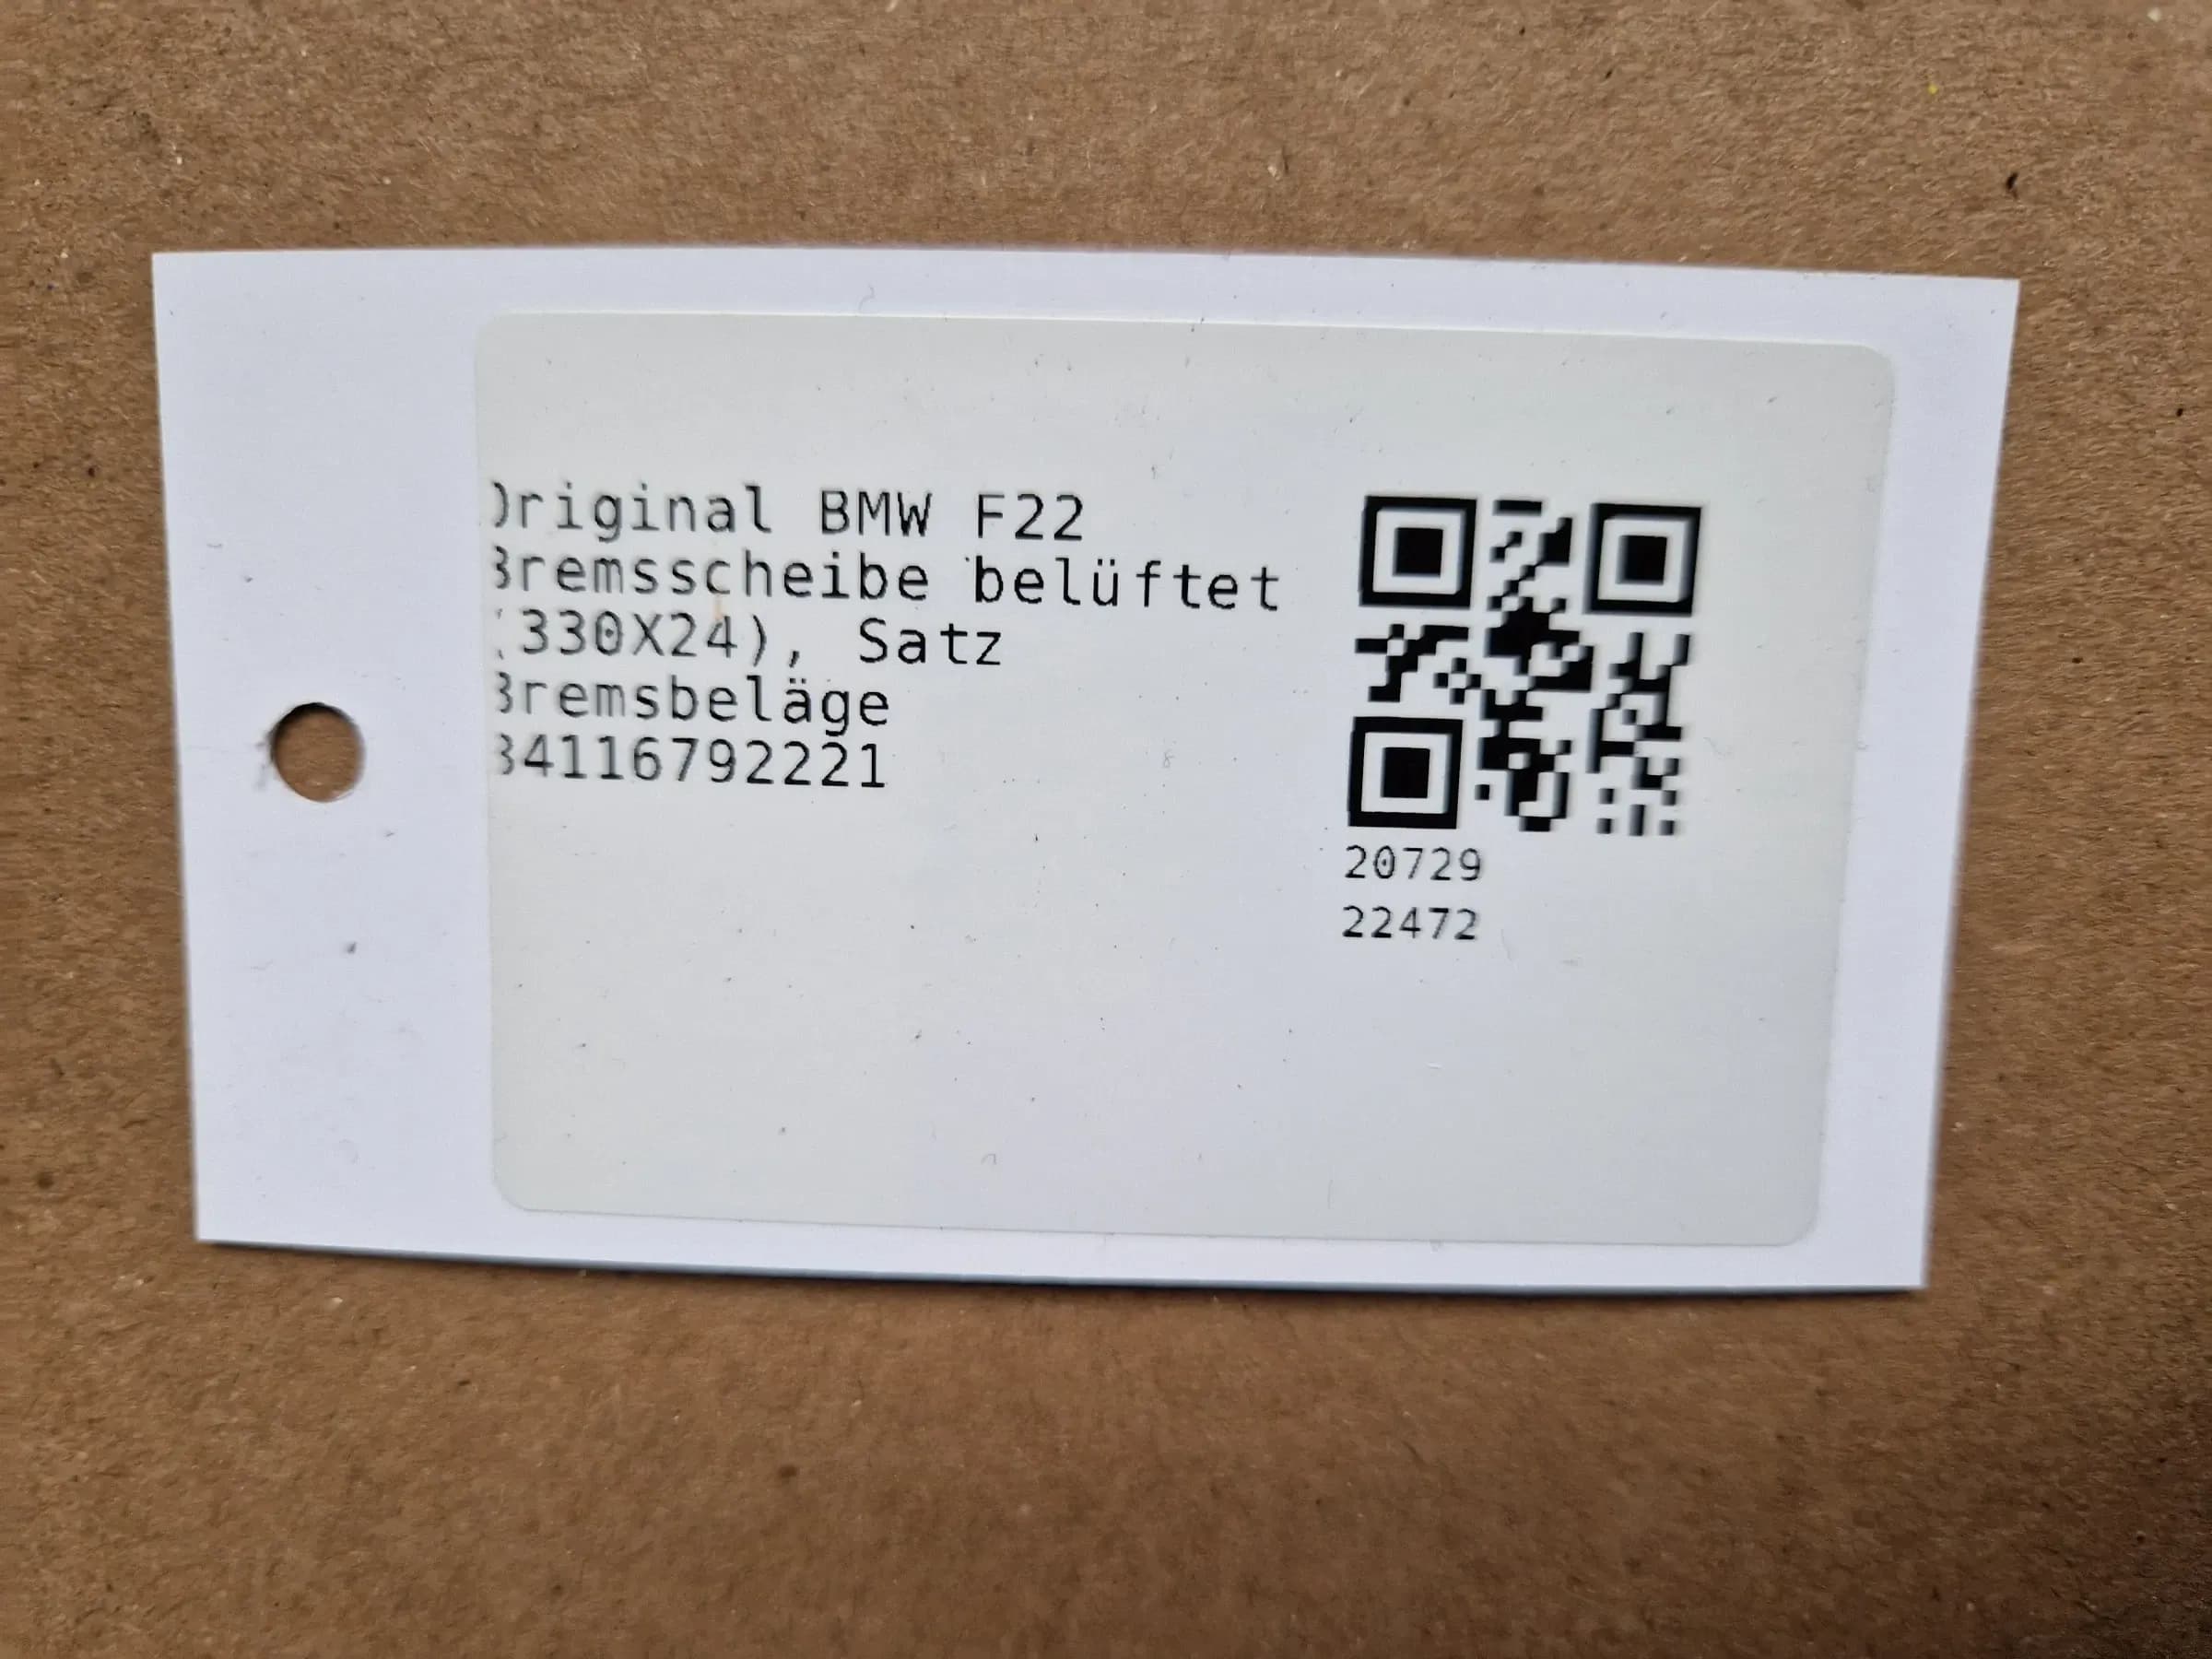 Original BMW F22
Bremsscheibe belüftet
(330X24), Satz
Bremsbeläge
34116792221
20729
22472